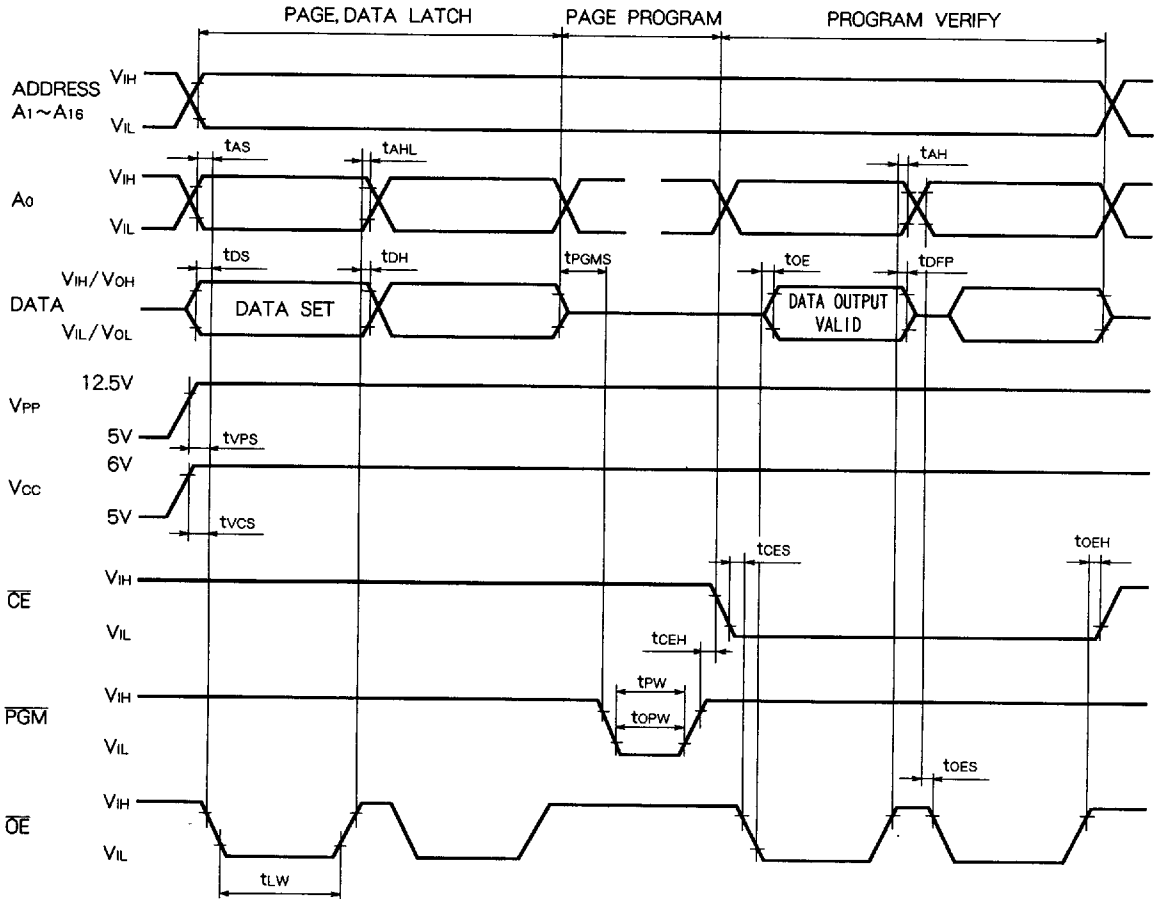 PAGE, DATA LATCH PAGE PROGRAM PROGRAM VERIFY
ADDRESS
A1~A16
VIH
VIL
tAS tAHL tAH
A0
VIH
VIL
tDS tDH tPGMS tOE tDFP
DATA
VIH/VOH
VIL/VOL
DATA SET
DATA OUTPUT
VALID
VPP
12.5V
5V
tVPS
VCC
6V
5V
tVCS
tCES tOEH
CE
VIH
VIL
tCEH
PGM
VIH
VIL
tPW
tOPW
tOES
OE
VIH
VIL
tLW